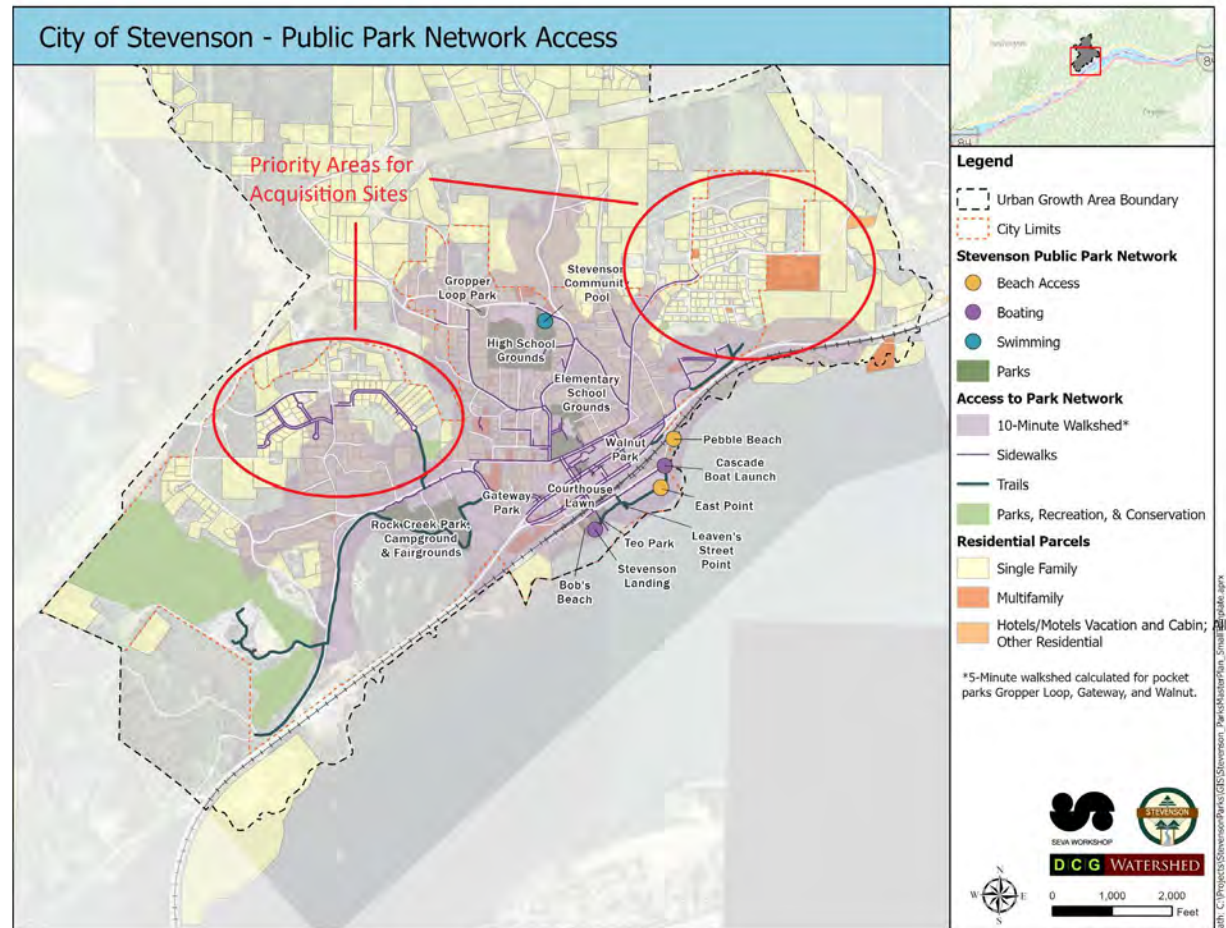 City of Stevenson - Public Park Network Access
Priority Areas for
Acquisition Sites
Gropper
Loop Park
Stevenson
Community
Pool
High School
Grounds
Elementary
School
Grounds
Walnut
Park
Pebble Beach
Cascade
Boat Launch
Gateway
Park
Courthouse
Lawn
East Point
Rock Creek Park,
Campground
& Fairgrounds
Teo Park
Leaven's
Street
Point
Stevenson
Landing
Bob's
Beach
84
Legend
Urban Growth Area Boundary
City Limits
Stevenson Public Park Network
Beach Access
Boating
Swimming
Parks
Access to Park Network
10-Minute Walkshed*
Sidewalks
Trails
Parks, Recreation, & Conservation
Residential Parcels
Single Family
Multifamily
Hotels/Motels Vacation and Cabin; All
Other Residential
*5-Minute walkshed calculated for pocket
parks Gropper Loop, Gateway, and Walnut.
SEVA WORKSHOP
STEVENSON
DCG WATERSHED
N
W E
S
0 1,000 2,000
Feet